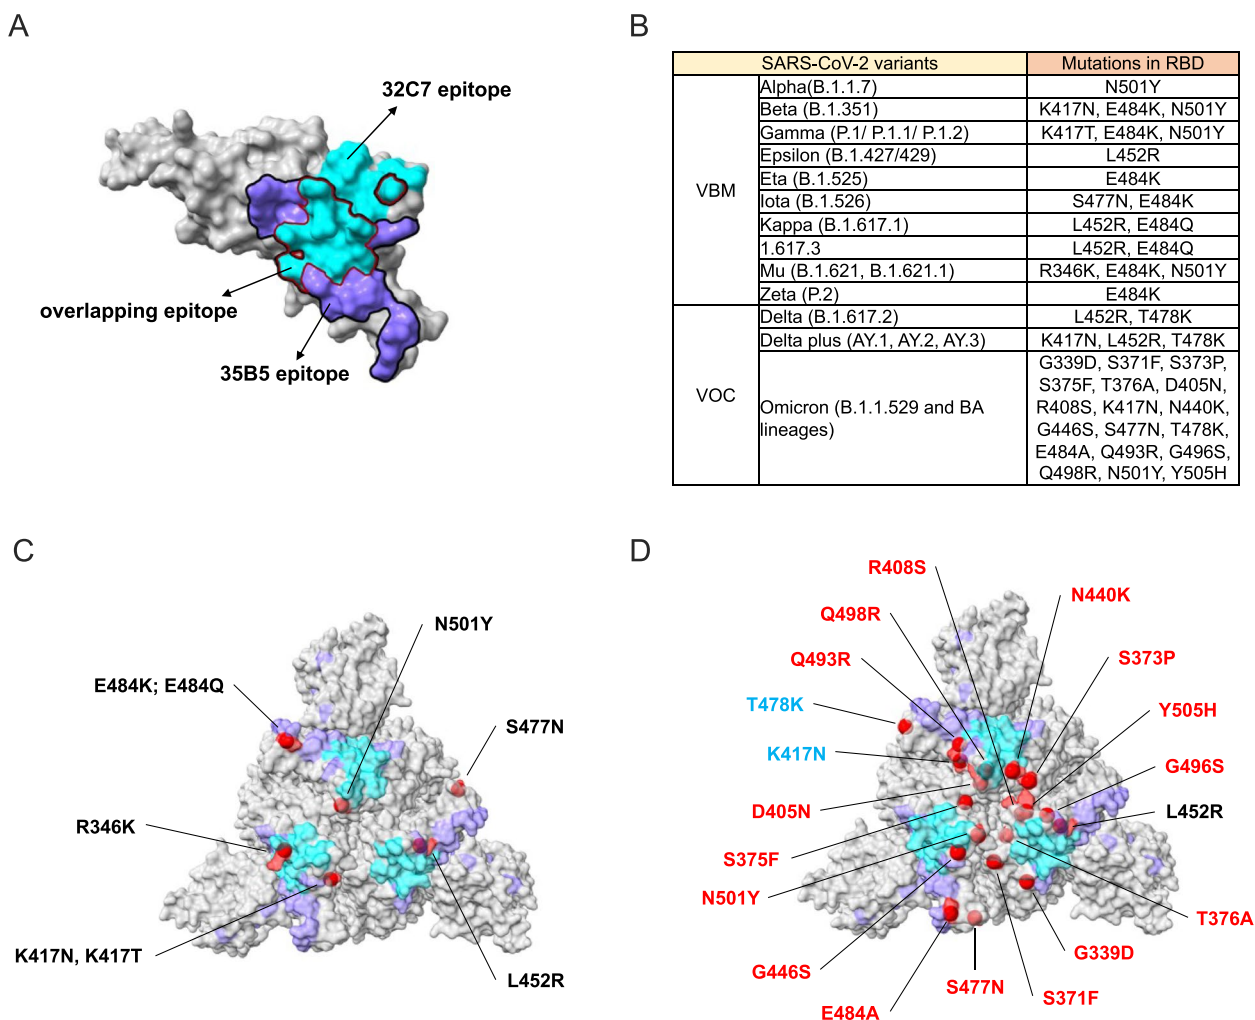 A
32C7 epitope
overlapping epitope
35B5 epitope
B
SARS-CoV-2 variants Mutations in RBD
VBM
Alpha(B.1.1.7) N501Y
Beta (B.1.351) K417N, E484K, N501Y
Gamma (P.1/ P.1.1/ P.1.2) K417T, E484K, N501Y
Epsilon (B.1.427/429) L452R
Eta (B.1.525) E484K
Iota (B.1.526) S477N, E484K
Kappa (B.1.617.1) L452R, E484Q
1.617.3 L452R, E484Q
Mu (B.1.621, B.1.621.1) R346K, E484K, N501Y
Zeta (P.2) E484K
VOC
Delta (B.1.617.2) L452R, T478K
Delta plus (AY.1, AY.2, AY.3) K417N, L452R, T478K
Omicron (B.1.1.529 and BA
lineages)
G339D, S371F, S373P,
S375F, T376A, D405N,
R408S, K417N, N440K,
G446S, S477N, T478K,
E484A, Q493R, G496S,
Q498R, N501Y, Y505H
C
N501Y
E484K; E484Q
S477N
R346K
K417N, K417T
L452R
D
R408S
N440K
Q498R
Q493R
S373P
T478K
Y505H
K417N
G496S
D405N
L452R
S375F
N501Y
T376A
G339D
G446S
S477N
S371F
E484A